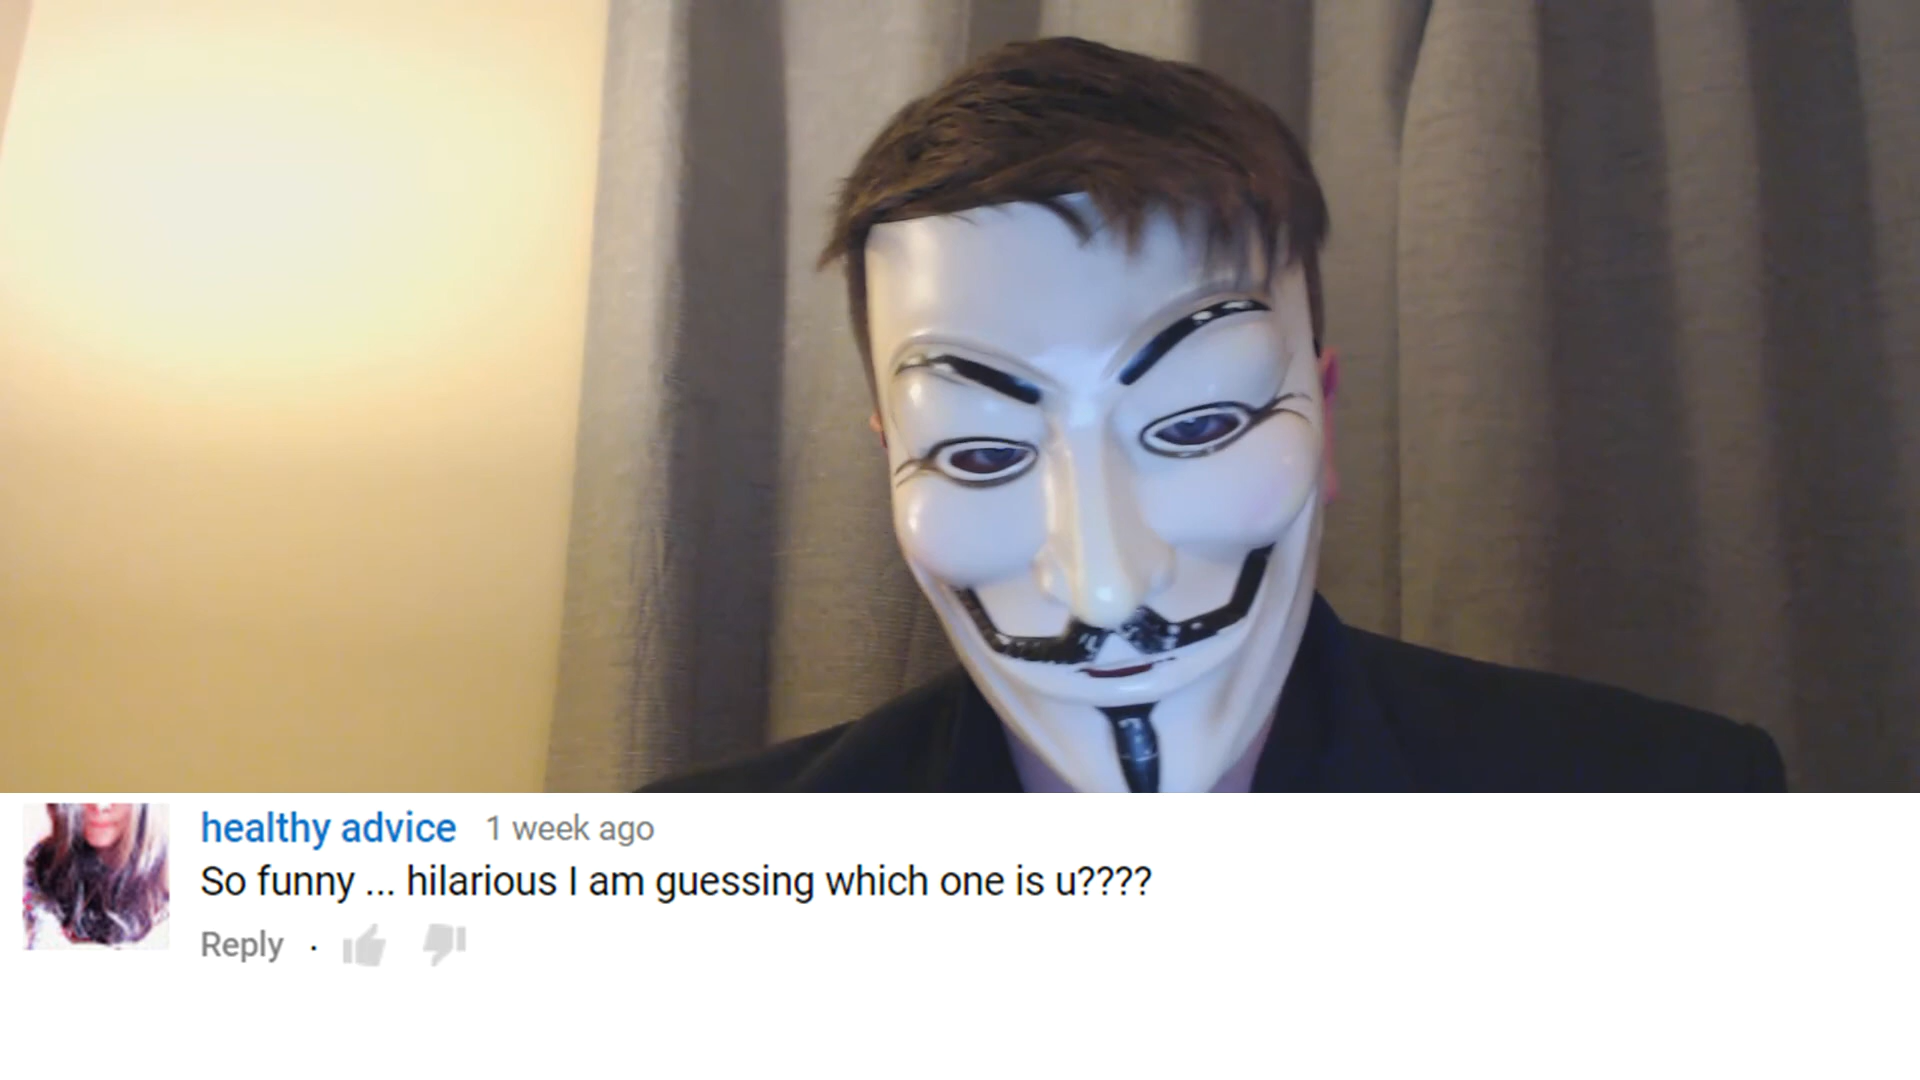 healthy advice 1 week ago
So funny ... hilarious I am guessing which one is u????
Reply ·